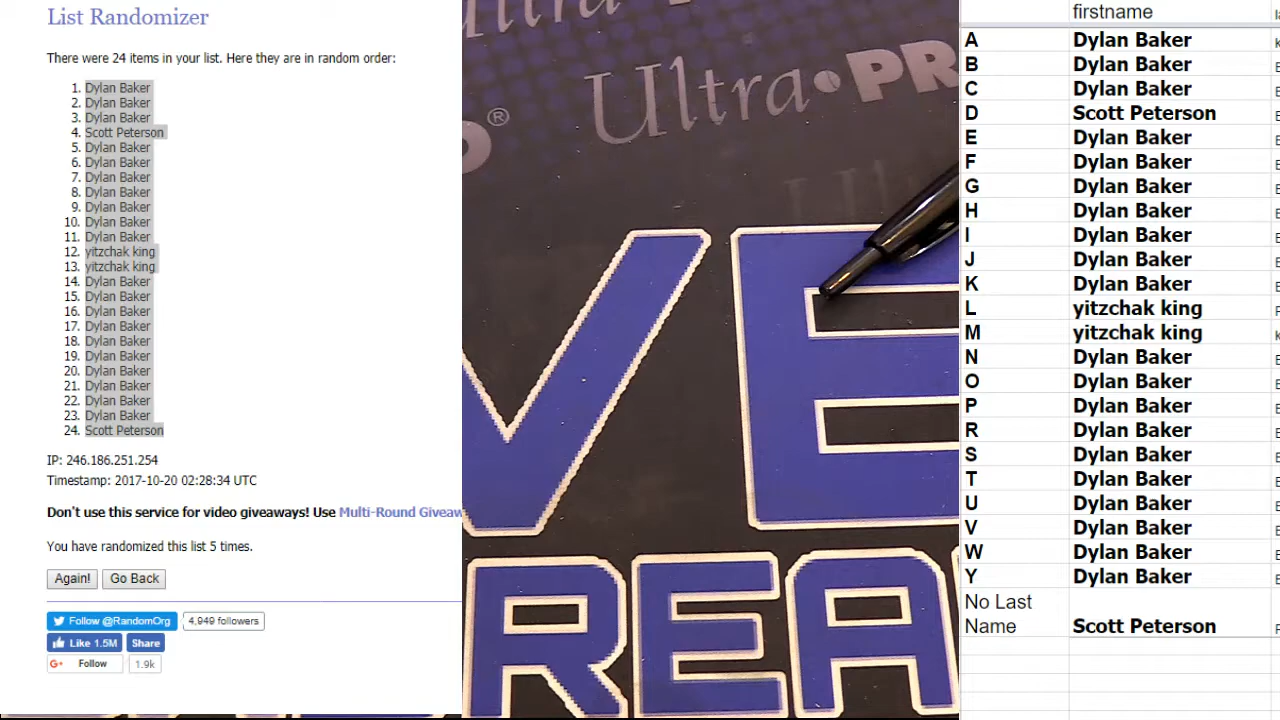 List Randomizer
There were 24 items in your list. Here they are in random order:
1. Dylan Baker
2. Dylan Baker
3. Dylan Baker
4. Scott Peterson
5. Dylan Baker
6. Dylan Baker
7. Dylan Baker
8. Dylan Baker
9. Dylan Baker
10. Dylan Baker
11. Dylan Baker
12. yitzchak king
13. yitzchak king
14. Dylan Baker
15. Dylan Baker
16. Dylan Baker
17. Dylan Baker
18. Dylan Baker
19. Dylan Baker
20. Dylan Baker
21. Dylan Baker
22. Dylan Baker
23. Dylan Baker
24. Scott Peterson
IP: 246.186.251.254
Timestamp: 2017-10-20 02:28:34 UTC
Don't use this service for video giveaways! Use Multi-Round Giveaw
You have randomized this list 5 times.
Again! Go Back
Follow @RandomOrg 4,949 followers
Like 1.5M Share
G+ Follow 1.9k
Ultra
Ultra PR
®
VE
REA
firstname
A Dylan Baker
B Dylan Baker
C Dylan Baker
D Scott Peterson
E Dylan Baker
F Dylan Baker
G Dylan Baker
H Dylan Baker
I Dylan Baker
J Dylan Baker
K Dylan Baker
L yitzchak king
M yitzchak king
N Dylan Baker
O Dylan Baker
P Dylan Baker
R Dylan Baker
S Dylan Baker
T Dylan Baker
U Dylan Baker
V Dylan Baker
W Dylan Baker
Y Dylan Baker
No Last
Name Scott Peterson